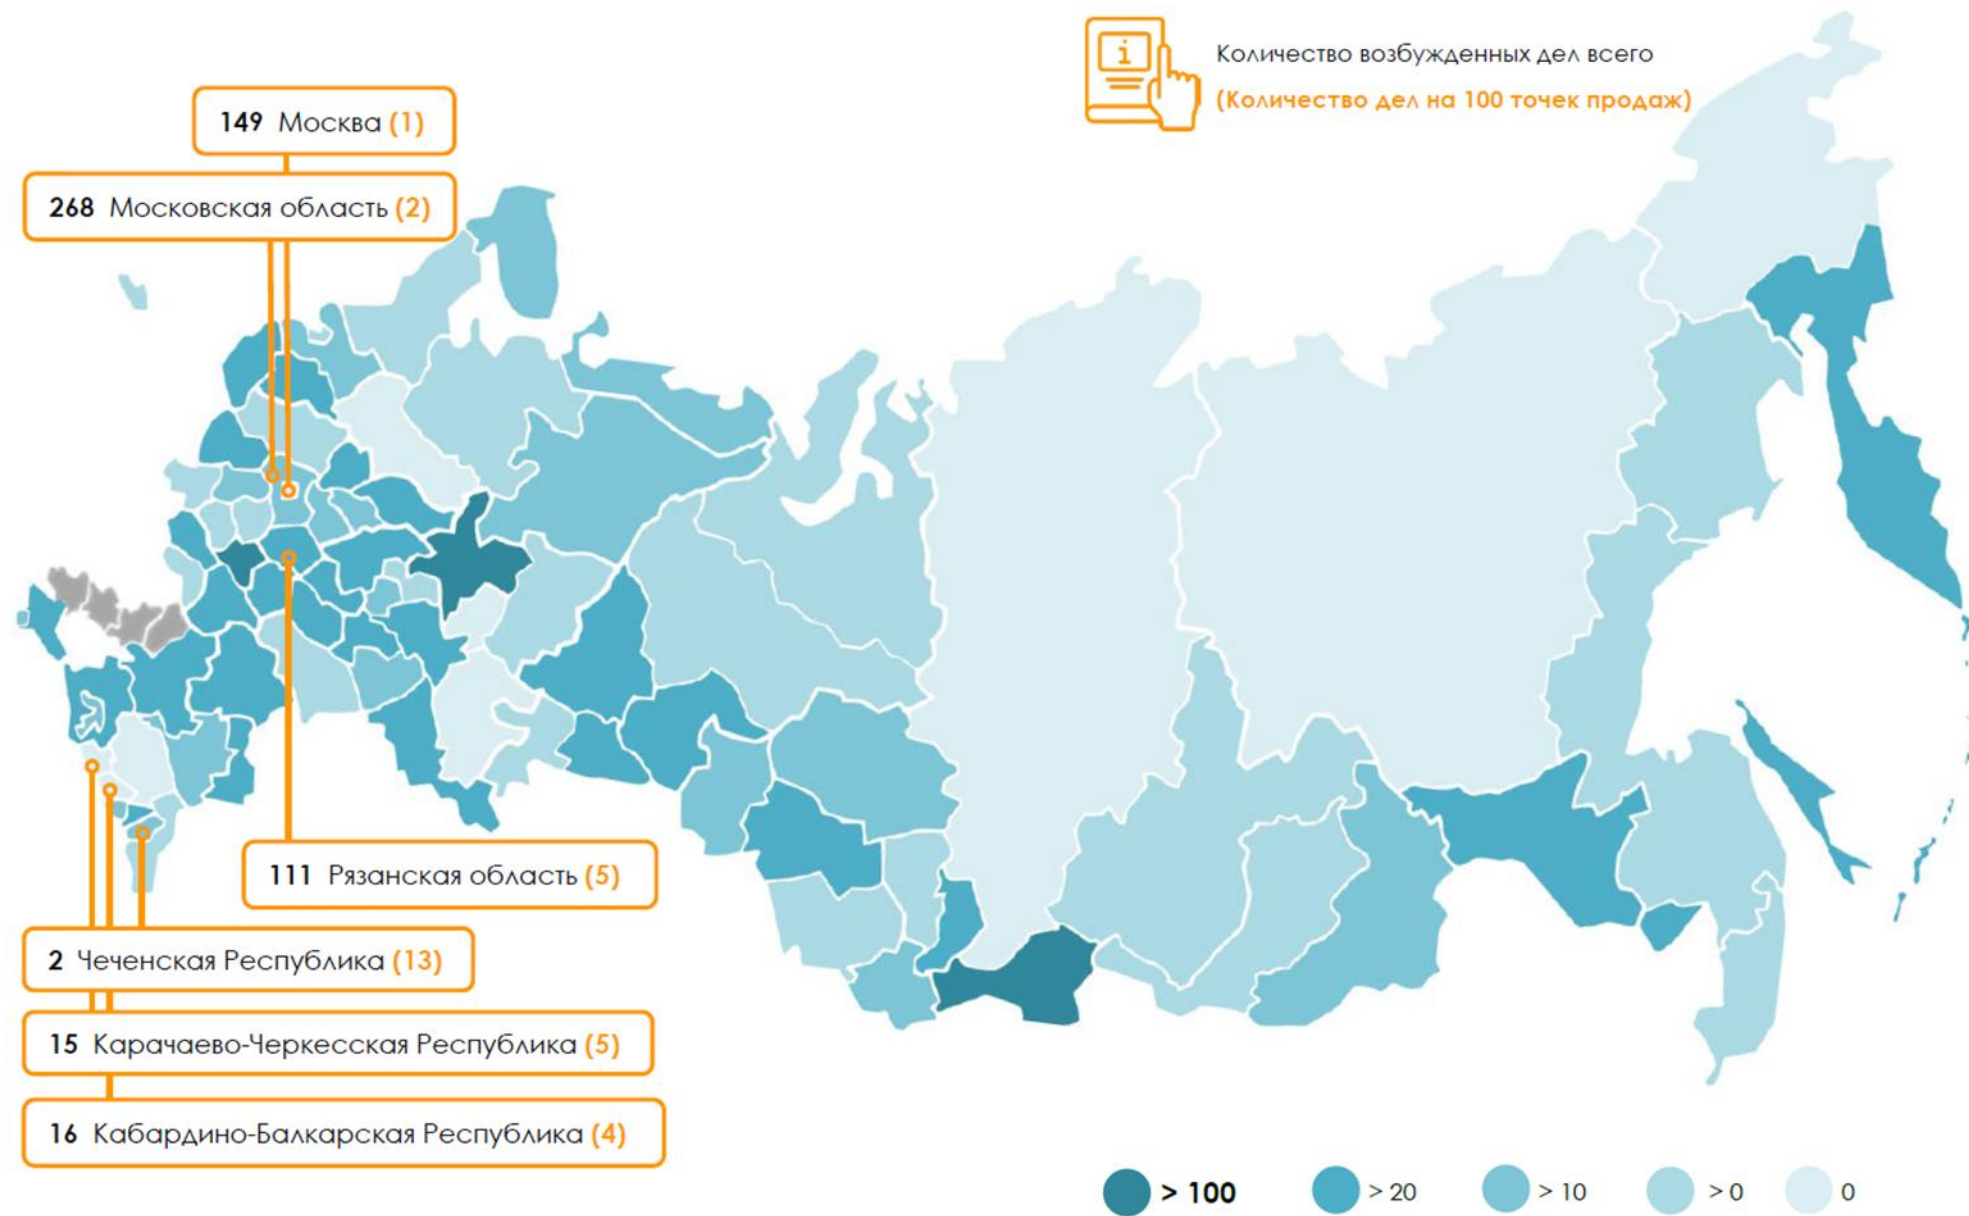 i
Количество возбужденных дел всего
(Количество дел на 100 точек продаж)
149 Москва (1)
268 Московская область (2)
111 Рязанская область (5)
2 Чеченская Республика (13)
15 Карачаево-Черкесская Республика (5)
16 Кабардино-Балкарская Республика (4)
> 100 > 20 > 10 > 0 0